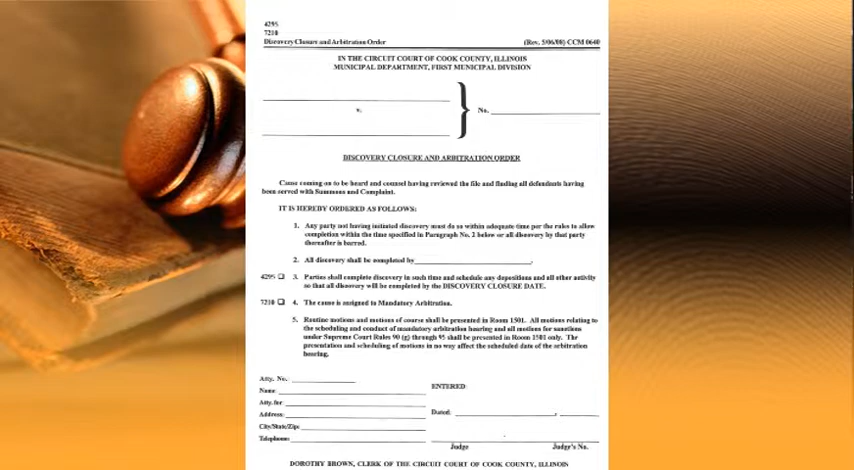 4295
7210
Discovery Closure and Arbitration Order (Rev. 5/06/08) CCM 0640
IN THE CIRCUIT COURT OF COOK COUNTY, ILLINOIS
MUNICIPAL DEPARTMENT, FIRST MUNICIPAL DIVISION
v. No.
DISCOVERY CLOSURE AND ARBITRATION ORDER
Cause coming on to be heard and counsel having reviewed the file and finding all defendants having
been served with Summons and Complaint.
IT IS HEREBY ORDERED AS FOLLOWS:
1. Any party not having initiated discovery must do so within adequate time per the rules to allow
completion within the time specified in Paragraph No. 2 below or all discovery by that party
thereafter is barred.
2. All discovery shall be completed by .
4295 3. Parties shall complete discovery in such time and schedule any depositions and all other activity
so that all discovery will be completed by the DISCOVERY CLOSURE DATE.
7210 4. The cause is assigned to Mandatory Arbitration.
5. Routine motions and motions of course shall be presented in Room 1501. All motions relating to
the scheduling and conduct of mandatory arbitration hearing and all motions for sanctions
under Supreme Court Rules 90 (g) through 95 shall be presented in Room 1501 only. The
presentation and scheduling of motions in no way affect the scheduled date of the arbitration
hearing.
Atty. No.
Name:
Atty. for:
Address:
City/State/Zip:
Telephone:
ENTERED:
Dated: ,
Judge Judge's No.
DOROTHY BROWN, CLERK OF THE CIRCUIT COURT OF COOK COUNTY, ILLINOIS